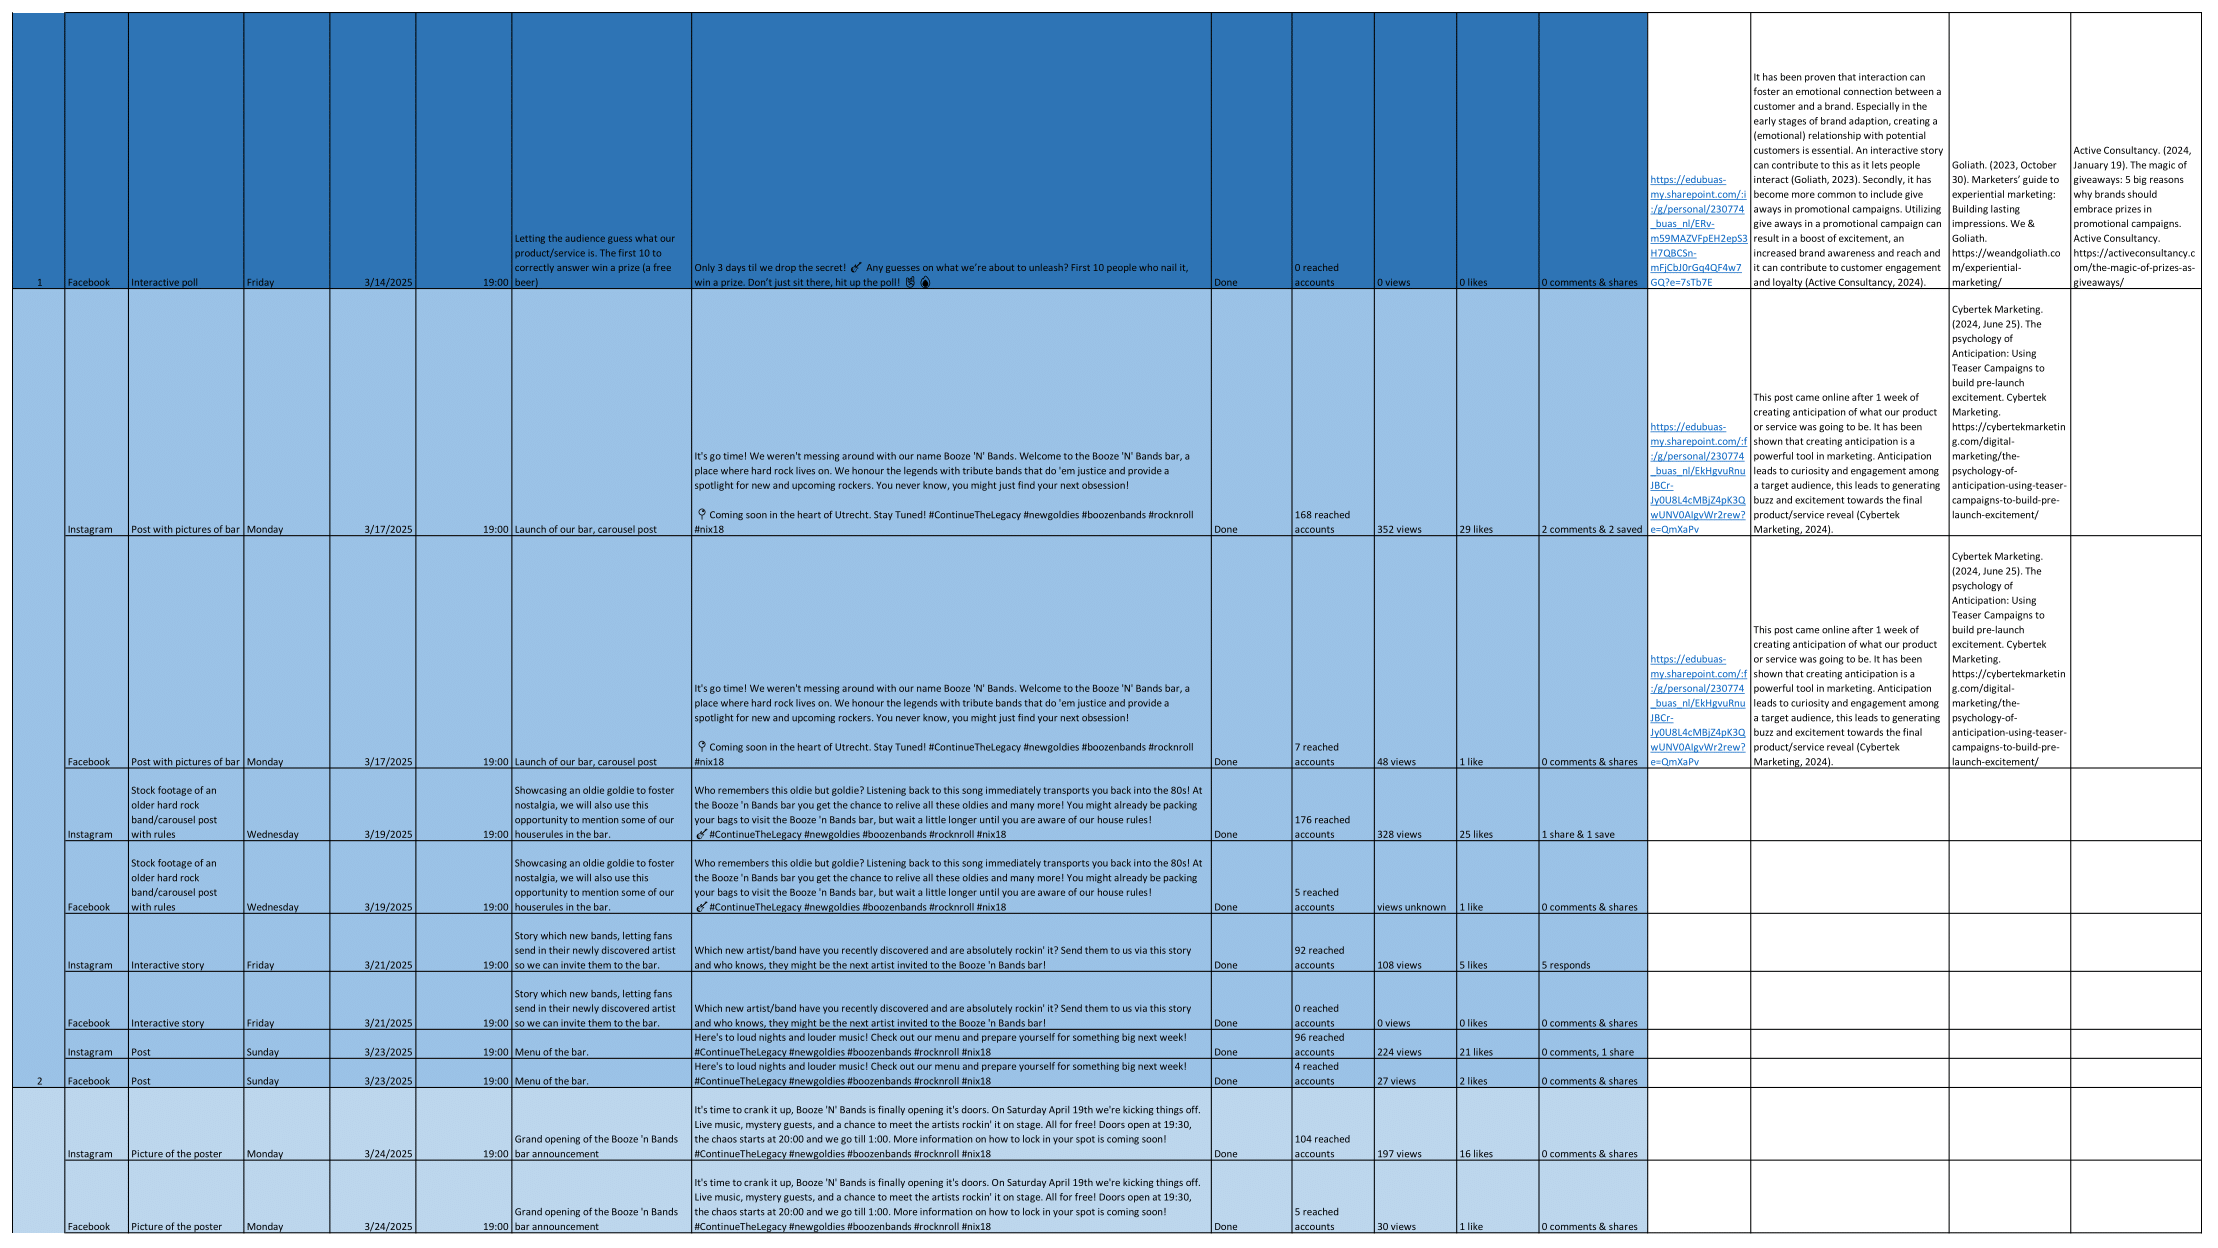 1 Facebook Interactive poll Friday 3/14/2025 19:00
Letting the audience guess what our
product/service is. The first 10 to
correctly answer win a prize (a free
beer)
Only 3 days til we drop the secret! 🎸 Any guesses on what we're about to unleash? First 10 people who nail it,
win a prize. Don't just sit there, hit up the poll! 🤘 🔥
Done
0 reached
accounts
0 views
0 likes
0 comments & shares
https://edubuas-
my.sharepoint.com/:i
:/g/personal/230774
_buas_nl/ERv-
m59MAZVFpEH2epS3
H7QBCSn-
mFjCbJ0rGq4QF4w7
GQ?e=7sTb7E
It has been proven that interaction can
foster an emotional connection between a
customer and a brand. Especially in the
early stages of brand adaption, creating a
(emotional) relationship with potential
customers is essential. An interactive story
can contribute to this as it lets people
interact (Goliath, 2023). Secondly, it has
become more common to include give
aways in promotional campaigns. Utilizing
give aways in a promotional campaign can
result in a boost of excitement, an
increased brand awareness and reach and
it can contribute to customer engagement
and loyalty (Active Consultancy, 2024).
Goliath. (2023, October
30). Marketers' guide to
experiential marketing:
Building lasting
impressions. We &
Goliath.
https://weandgoliath.co
m/experiential-
marketing/
Active Consultancy. (2024,
January 19). The magic of
giveaways: 5 big reasons
why brands should
embrace prizes in
promotional campaigns.
Active Consultancy.
https://activeconsultancy.c
om/the-magic-of-prizes-as-
giveaways/
Instagram Post with pictures of bar Monday 3/17/2025 19:00 Launch of our bar, carousel post
It's go time! We weren't messing around with our name Booze 'N' Bands. Welcome to the Booze 'N' Bands bar, a
place where hard rock lives on. We honour the legends with tribute bands that do 'em justice and provide a
spotlight for new and upcoming rockers. You never know, you might just find your next obsession!
📍 Coming soon in the heart of Utrecht. Stay Tuned! #ContinueTheLegacy #newgoldies #boozenbands #rocknroll
#nix18
Done
168 reached
accounts
352 views
29 likes
2 comments & 2 saved
https://edubuas-
my.sharepoint.com/:f
:/g/personal/230774
_buas_nl/EkHgvuRnu
JBCr-
Jy0U8L4cMBjZ4pK3Q
wUNV0AIgvWr2rew?
e=QmXaPv
This post came online after 1 week of
creating anticipation of what our product
or service was going to be. It has been
shown that creating anticipation is a
powerful tool in marketing. Anticipation
leads to curiosity and engagement among
a target audience, this leads to generating
buzz and excitement towards the final
product/service reveal (Cybertek
Marketing, 2024).
Cybertek Marketing.
(2024, June 25). The
psychology of
Anticipation: Using
Teaser Campaigns to
build pre-launch
excitement. Cybertek
Marketing.
https://cybertekmarketin
g.com/digital-
marketing/the-
psychology-of-
anticipation-using-teaser-
campaigns-to-build-pre-
launch-excitement/
Facebook Post with pictures of bar Monday 3/17/2025 19:00 Launch of our bar, carousel post
It's go time! We weren't messing around with our name Booze 'N' Bands. Welcome to the Booze 'N' Bands bar, a
place where hard rock lives on. We honour the legends with tribute bands that do 'em justice and provide a
spotlight for new and upcoming rockers. You never know, you might just find your next obsession!
📍 Coming soon in the heart of Utrecht. Stay Tuned! #ContinueTheLegacy #newgoldies #boozenbands #rocknroll
#nix18
Done
7 reached
accounts
48 views
1 like
0 comments & shares
https://edubuas-
my.sharepoint.com/:f
:/g/personal/230774
_buas_nl/EkHgvuRnu
JBCr-
Jy0U8L4cMBjZ4pK3Q
wUNV0AIgvWr2rew?
e=QmXaPv
This post came online after 1 week of
creating anticipation of what our product
or service was going to be. It has been
shown that creating anticipation is a
powerful tool in marketing. Anticipation
leads to curiosity and engagement among
a target audience, this leads to generating
buzz and excitement towards the final
product/service reveal (Cybertek
Marketing, 2024).
Cybertek Marketing.
(2024, June 25). The
psychology of
Anticipation: Using
Teaser Campaigns to
build pre-launch
excitement. Cybertek
Marketing.
https://cybertekmarketin
g.com/digital-
marketing/the-
psychology-of-
anticipation-using-teaser-
campaigns-to-build-pre-
launch-excitement/
Instagram
Stock footage of an
older hard rock
band/carousel post
with rules
Wednesday 3/19/2025 19:00
Showcasing an oldie goldie to foster
nostalgia, we will also use this
opportunity to mention some of our
houserules in the bar.
Who remembers this oldie but goldie? Listening back to this song immediately transports you back into the 80s! At
the Booze 'n Bands bar you get the chance to relive all these oldies and many more! You might already be packing
your bags to visit the Booze 'n Bands bar, but wait a little longer until you are aware of our house rules!
🎸 #ContinueTheLegacy #newgoldies #boozenbands #rocknroll #nix18
Done
176 reached
accounts
328 views
25 likes
1 share & 1 save
Facebook
Stock footage of an
older hard rock
band/carousel post
with rules
Wednesday 3/19/2025 19:00
Showcasing an oldie goldie to foster
nostalgia, we will also use this
opportunity to mention some of our
houserules in the bar.
Who remembers this oldie but goldie? Listening back to this song immediately transports you back into the 80s! At
the Booze 'n Bands bar you get the chance to relive all these oldies and many more! You might already be packing
your bags to visit the Booze 'n Bands bar, but wait a little longer until you are aware of our house rules!
🎸 #ContinueTheLegacy #newgoldies #boozenbands #rocknroll #nix18
Done
5 reached
accounts
views unknown
1 like
0 comments & shares
Instagram Interactive story Friday 3/21/2025 19:00
Story which new bands, letting fans
send in their newly discovered artist
so we can invite them to the bar.
Which new artist/band have you recently discovered and are absolutely rockin' it? Send them to us via this story
and who knows, they might be the next artist invited to the Booze 'n Bands bar!
Done
92 reached
accounts
108 views
5 likes
5 responds
Facebook Interactive story Friday 3/21/2025 19:00
Story which new bands, letting fans
send in their newly discovered artist
so we can invite them to the bar.
Which new artist/band have you recently discovered and are absolutely rockin' it? Send them to us via this story
and who knows, they might be the next artist invited to the Booze 'n Bands bar!
Done
0 reached
accounts
0 views
0 likes
0 comments & shares
Instagram Post Sunday 3/23/2025 19:00 Menu of the bar.
Here's to loud nights and louder music! Check out our menu and prepare yourself for something big next week!
#ContinueTheLegacy #newgoldies #boozenbands #rocknroll #nix18
Done
96 reached
accounts
224 views
21 likes
0 comments, 1 share
2 Facebook Post Sunday 3/23/2025 19:00 Menu of the bar.
Here's to loud nights and louder music! Check out our menu and prepare yourself for something big next week!
#ContinueTheLegacy #newgoldies #boozenbands #rocknroll #nix18
Done
4 reached
accounts
27 views
2 likes
0 comments & shares
Instagram Picture of the poster Monday 3/24/2025 19:00
Grand opening of the Booze 'n Bands
bar announcement
It's time to crank it up, Booze 'N' Bands is finally opening it's doors. On Saturday April 19th we're kicking things off.
Live music, mystery guests, and a chance to meet the artists rockin' it on stage. All for free! Doors open at 19:30,
the chaos starts at 20:00 and we go till 1:00. More information on how to lock in your spot is coming soon!
#ContinueTheLegacy #newgoldies #boozenbands #rocknroll #nix18
Done
104 reached
accounts
197 views
16 likes
0 comments & shares
Facebook Picture of the poster Monday 3/24/2025 19:00
Grand opening of the Booze 'n Bands
bar announcement
It's time to crank it up, Booze 'N' Bands is finally opening it's doors. On Saturday April 19th we're kicking things off.
Live music, mystery guests, and a chance to meet the artists rockin' it on stage. All for free! Doors open at 19:30,
the chaos starts at 20:00 and we go till 1:00. More information on how to lock in your spot is coming soon!
#ContinueTheLegacy #newgoldies #boozenbands #rocknroll #nix18
Done
5 reached
accounts
30 views
1 like
0 comments & shares